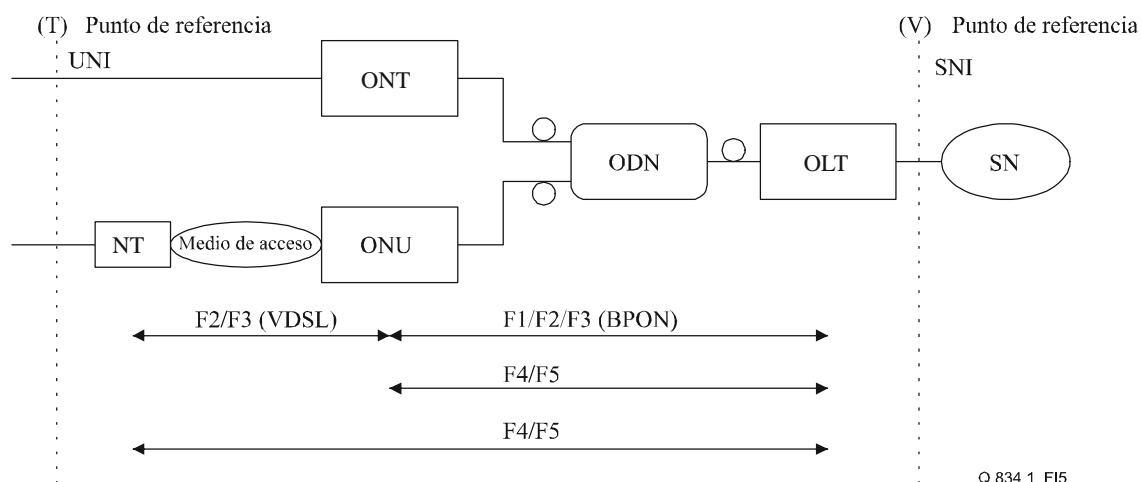 (T) Punto de referencia
(V) Punto de referencia
UNI
SNI
ONT
ODN
OLT
SN
NT
Medio de acceso
ONU
F2/F3 (VDSL)
F1/F2/F3 (BPON)
F4/F5
F4/F5
Q.834.1_FI5